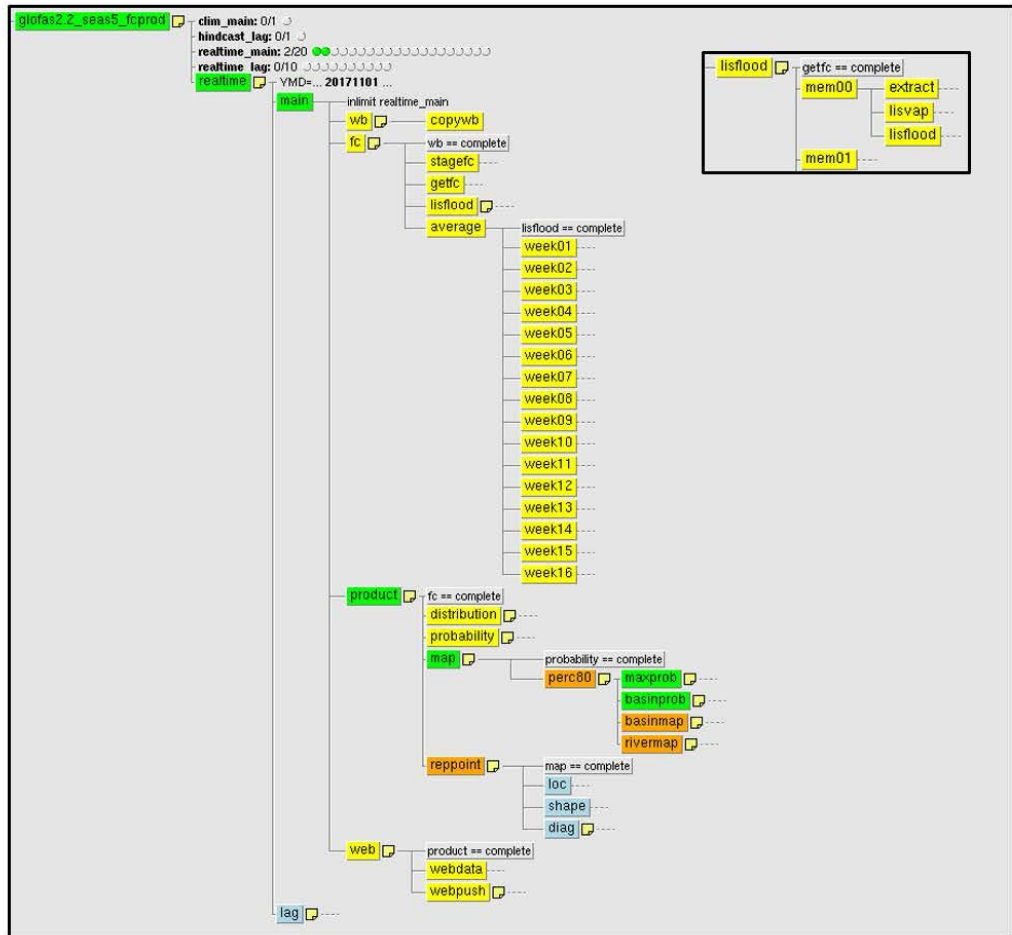 glofas2.2_seas5_fcprod
clim_main: 0/1
hindcast_lag: 0/1
realtime_main: 2/20
realtime_lag: 0/10
realtime YMD=... 20171101 ...
main inlimit realtime_main
wb copywb
fc wb == complete
stagefc
getfc
lisflood
average lisflood == complete
week01
week02
week03
week04
week05
week06
week07
week08
week09
week10
week11
week12
week13
week14
week15
week16
product fc == complete
distribution
probability
map probability == complete
perc80 maxprob
basinprob
basinmap
rivermap
reppoint map == complete
loc
shape
diag
web product == complete
webdata
webpush
lag
lisflood getfc == complete
mem00 extract
lisvap
lisflood
mem01